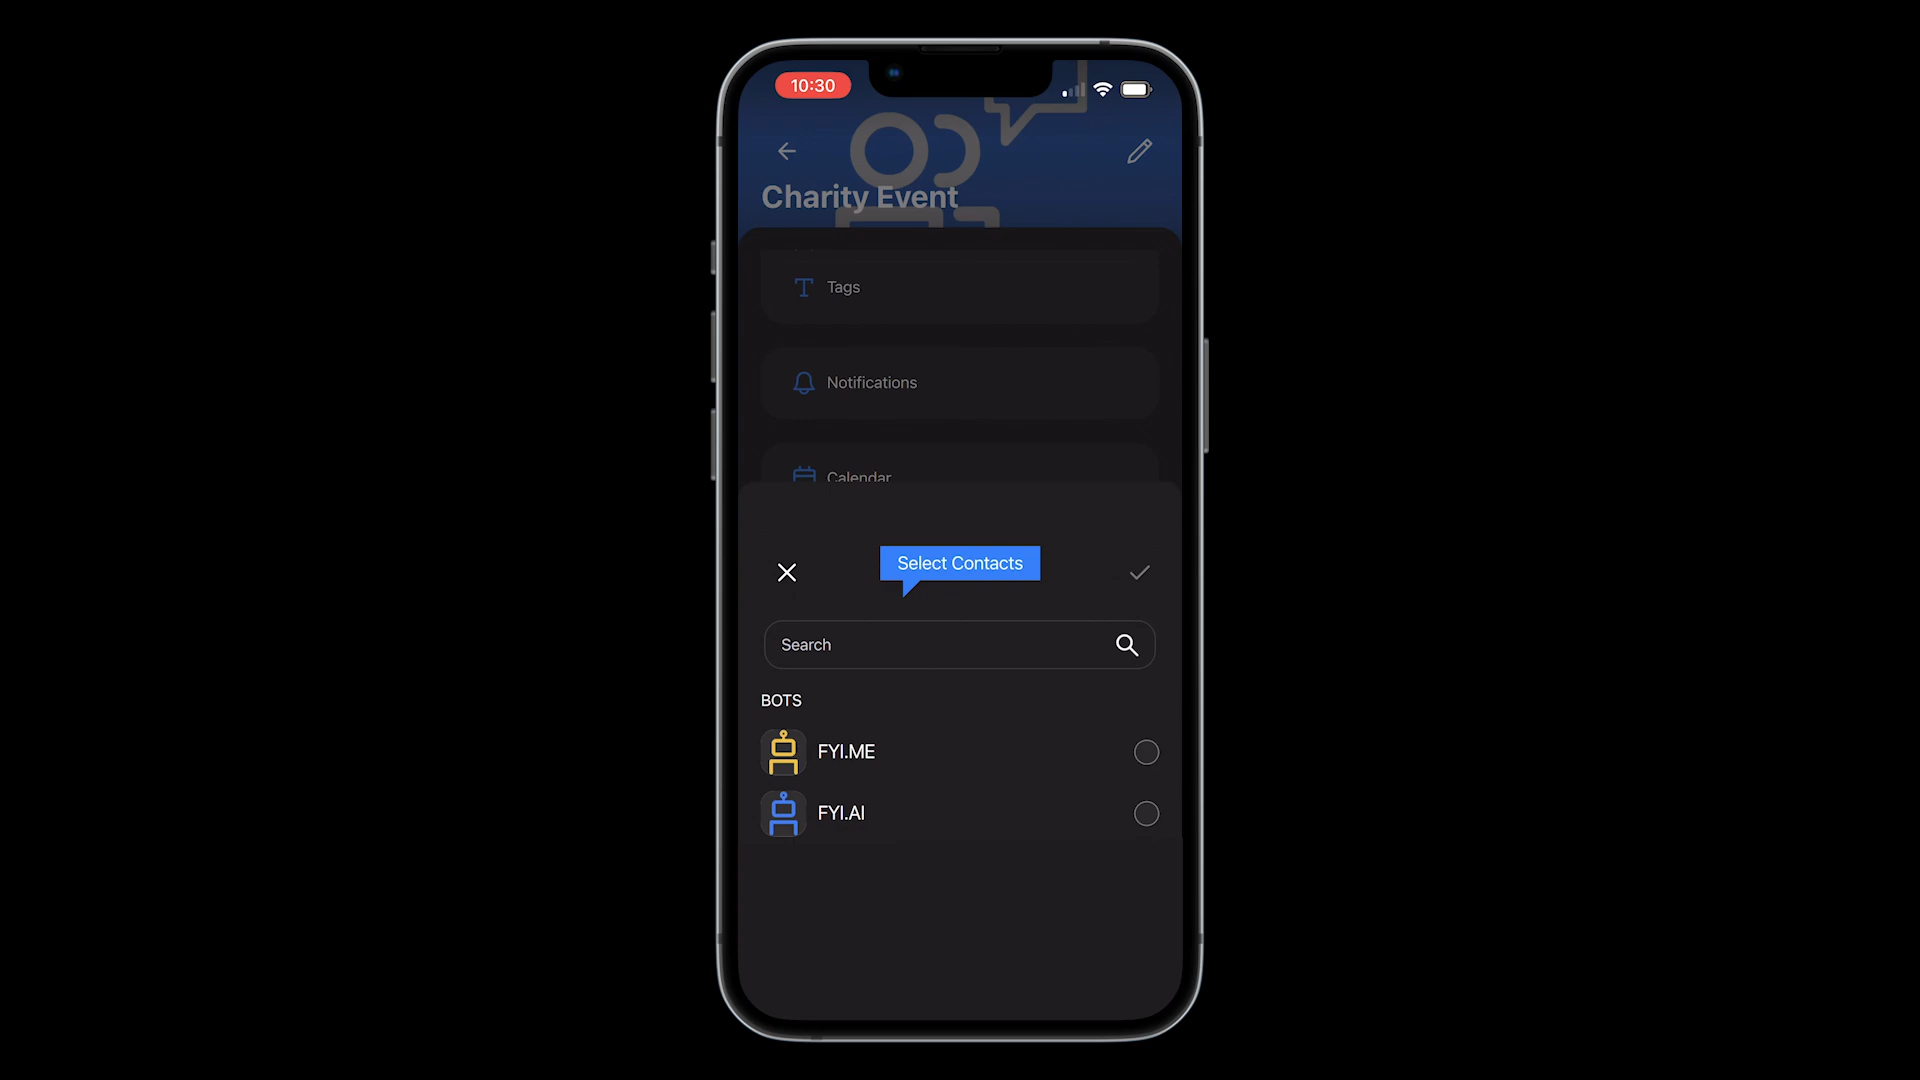 10:30
Charity Event
Tags
Notifications
Calendar
Select Contacts
Search
BOTS
FYI.ME
FYI.AI